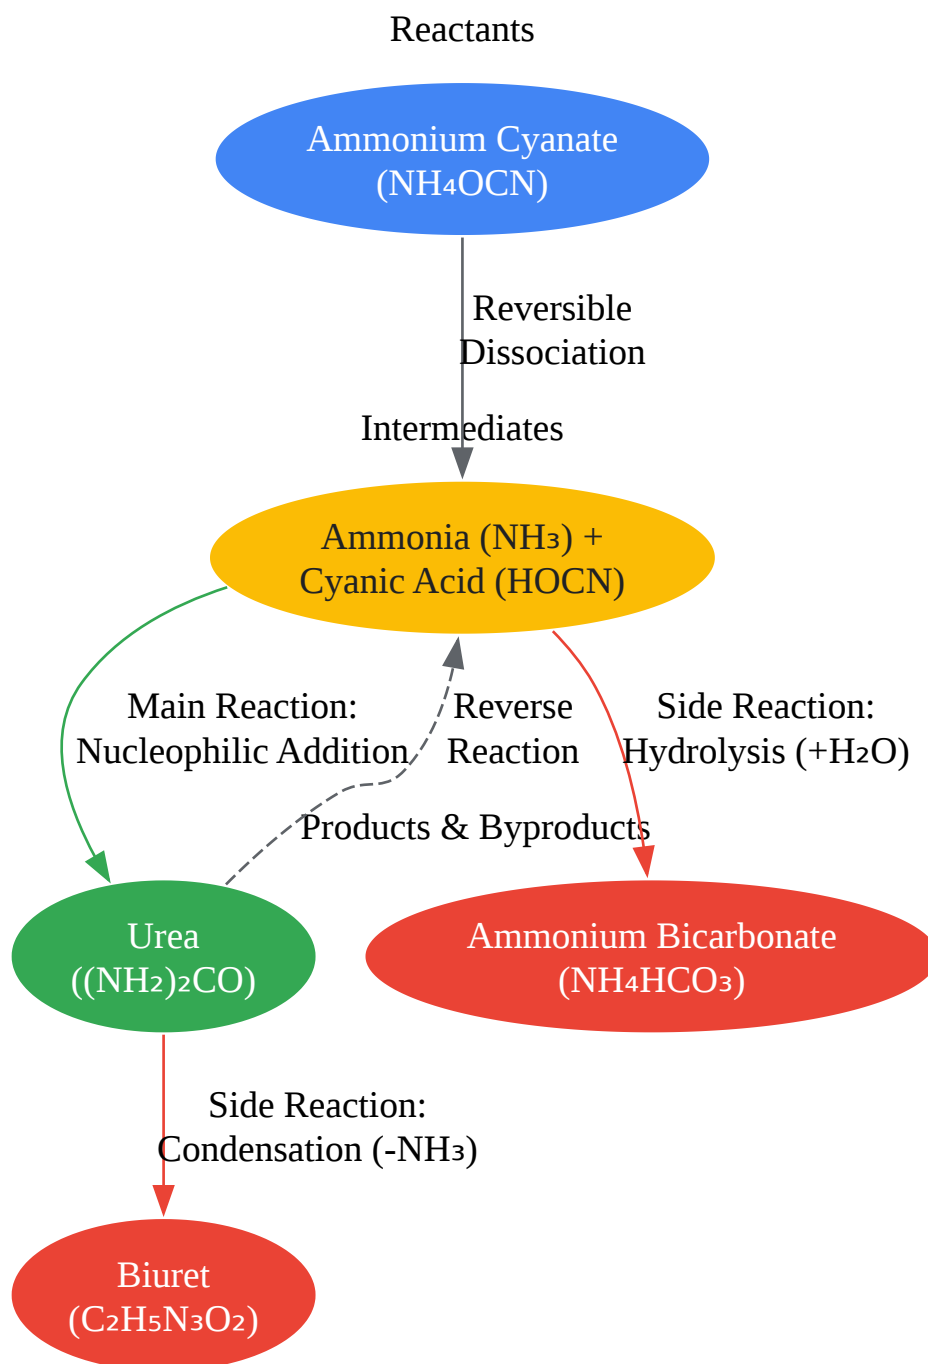 Reactants
Ammonium Cyanate
(NH₄OCN)
Reversible
Dissociation
Intermediates
Ammonia (NH₃) +
Cyanic Acid (HOCN)
Main Reaction:
Nucleophilic Addition
Reverse
Reaction
Side Reaction:
Hydrolysis (+H₂O)
Products & Byproducts
Urea
((NH₂)₂CO)
Ammonium Bicarbonate
(NH₄HCO₃)
Side Reaction:
Condensation (-NH₃)
Biuret
(C₂H₅N₃O₂)